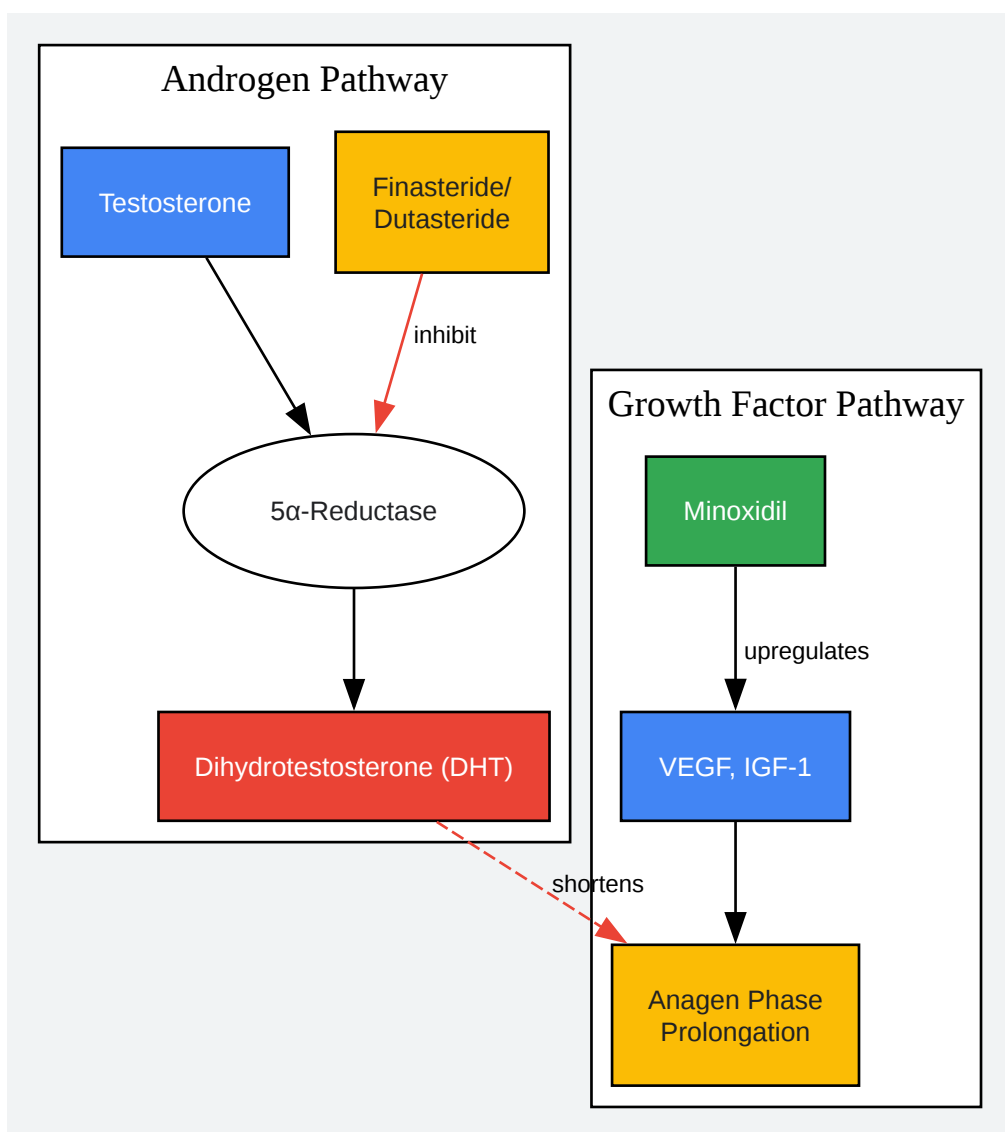 Androgen Pathway
Testosterone
Finasteride/
Dutasteride
inhibit
5α-Reductase
Dihydrotestosterone (DHT)
shortens
Growth Factor Pathway
Minoxidil
upregulates
VEGF, IGF-1
Anagen Phase
Prolongation